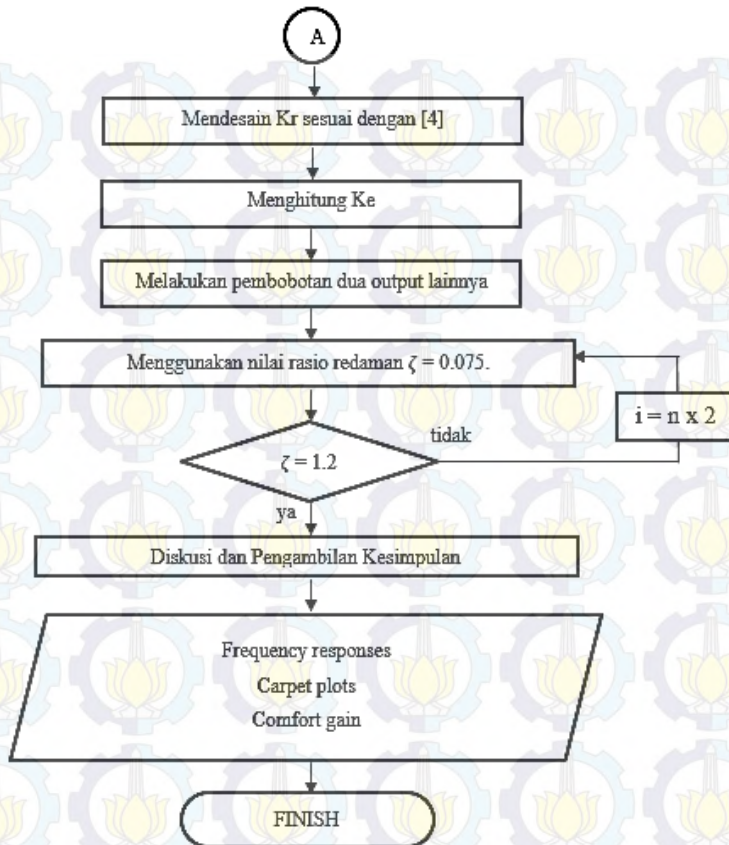 A
Mendesain Kr sesuai dengan [4]
Menghitung Ke
Melakukan pembobotan dua output lainnya
Menggunakan nilai rasio redaman ζ = 0.075.
i = n x 2
tidak
ζ = 1.2
ya
Diskusi dan Pengambilan Kesimpulan
Frequency responses
Carpet plots
Comfort gain
FINISH